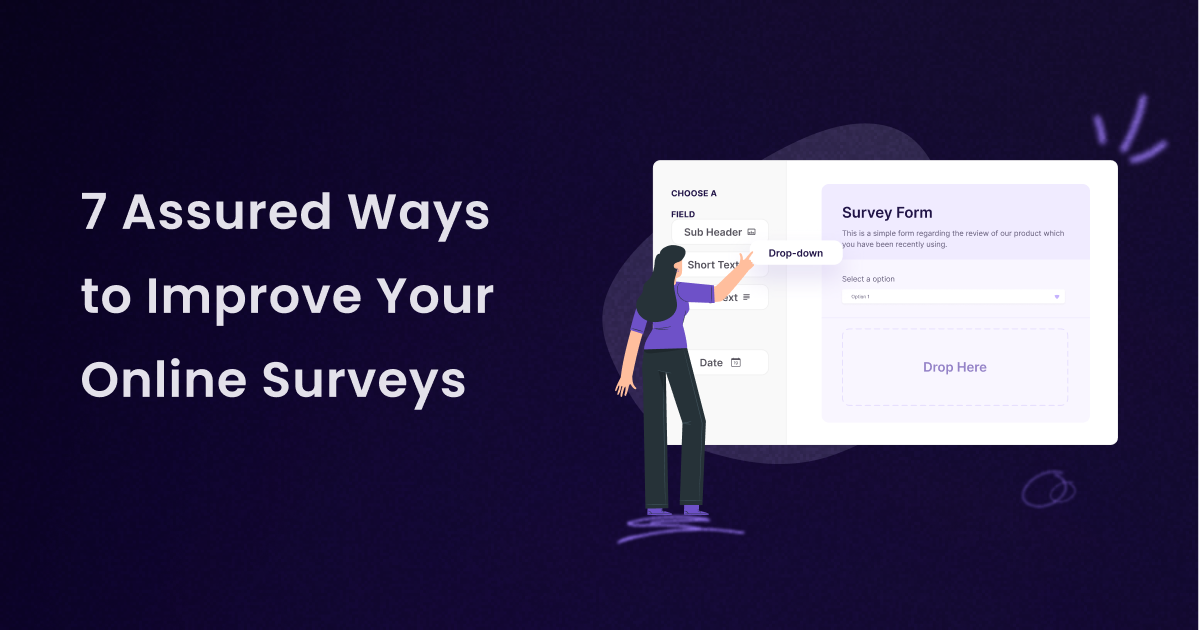 7 Assured Ways
to Improve Your
Online Surveys
CHOOSE A
FIELD
Sub Header
Short Text
Drop-down
ext
Date
Survey Form
This is a simple form regarding the review of our product which
you have been recently using.
Select a option
Option 1
Drop Here